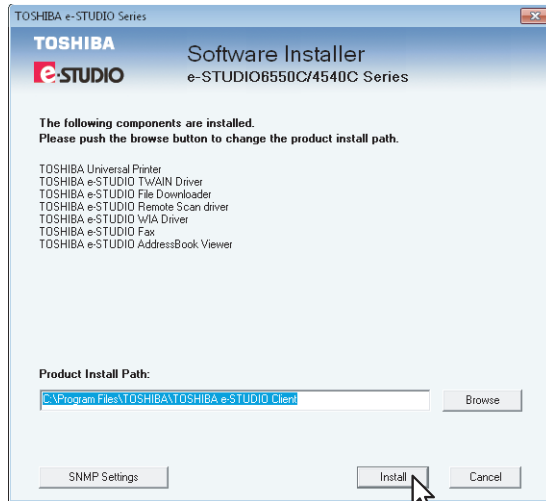 TOSHIBA e-STUDIO Series
TOSHIBA
e-STUDIO
Software Installer
e-STUDIO6550C/4540C Series
The following components are installed.
Please push the browse button to change the product install path.
TOSHIBA Universal Printer
TOSHIBA e-STUDIO TWAIN Driver
TOSHIBA e-STUDIO File Downloader
TOSHIBA e-STUDIO Remote Scan driver
TOSHIBA e-STUDIO WIA Driver
TOSHIBA e-STUDIO Fax
TOSHIBA e-STUDIO AddressBook Viewer
Product Install Path:
C:\Program Files\TOSHIBA\TOSHIBA e-STUDIO Client
Browse
SNMP Settings
Install
Cancel